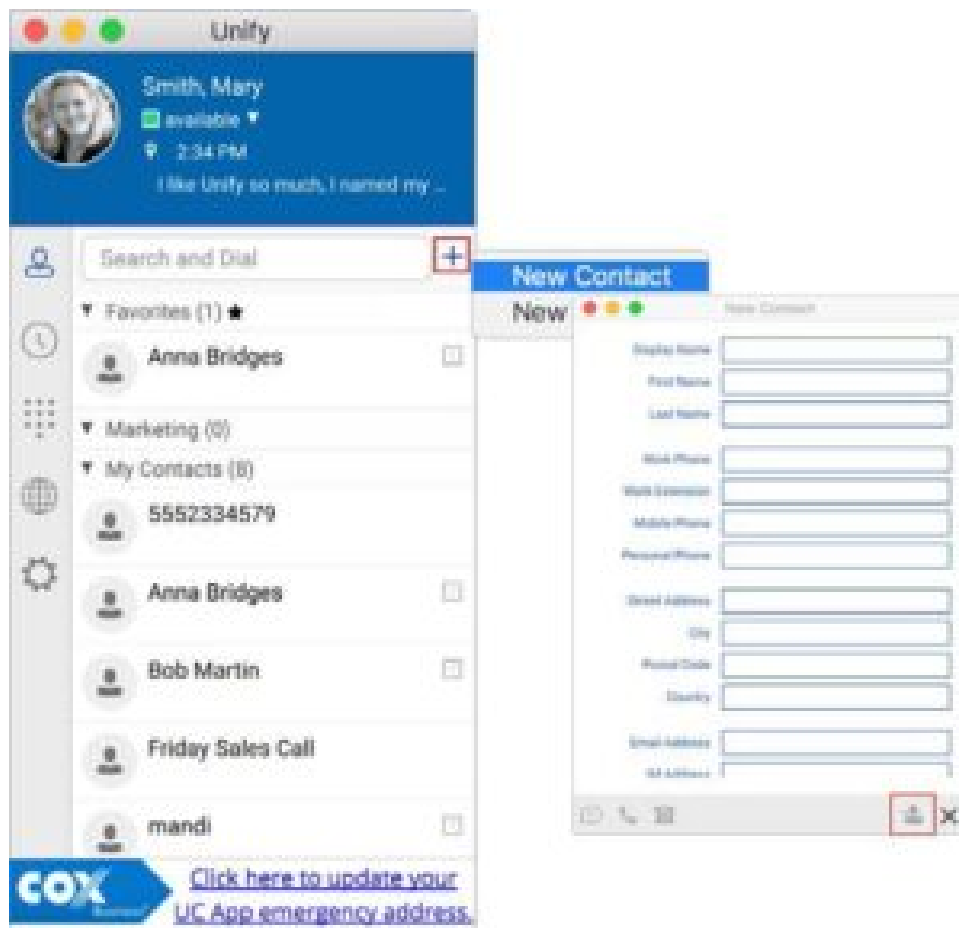 Unify
Smith, Mary
available
2:34 PM
I like Unify so much, I named my ...
Search and Dial
Favorites (1)
Anna Bridges
Marketing (0)
My Contacts (8)
5552334579
Anna Bridges
Bob Martin
Friday Sales Call
mandi
COX
Business
Click here to update your
UC App emergency address.
New Contact
New
New Contact
Display Name
First Name
Last Name
Work Phone
Work Extension
Mobile Phone
Personal Phone
Street Address
City
Postal Code
Country
Email Address
IM Address